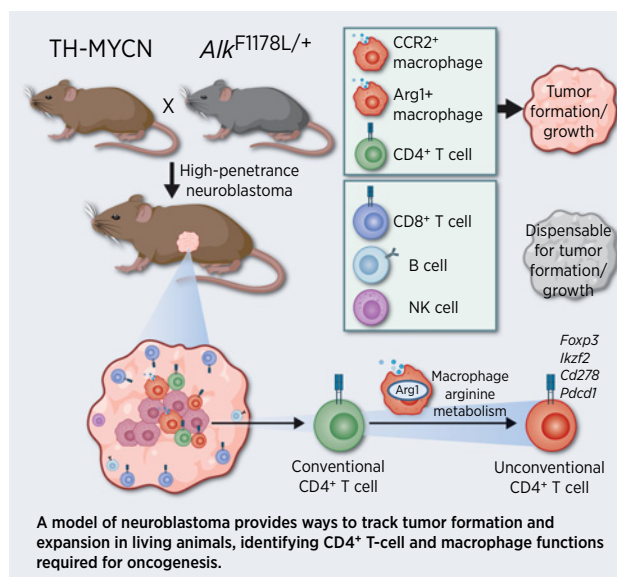 TH-MYCN
Alk^F1178L/+
X
High-penetrance
neuroblastoma
CCR2⁺
macrophage
Arg1+
macrophage
CD4⁺ T cell
Tumor
formation/
growth
CD8⁺ T cell
B cell
NK cell
Dispensable
for tumor
formation/
growth
Foxp3
Ikzf2
Cd278
Pdcd1
Arg1
Macrophage
arginine
metabolism
Conventional
CD4⁺ T cell
Unconventional
CD4⁺ T cell
A model of neuroblastoma provides ways to track tumor formation and
expansion in living animals, identifying CD4⁺ T-cell and macrophage functions
required for oncogenesis.